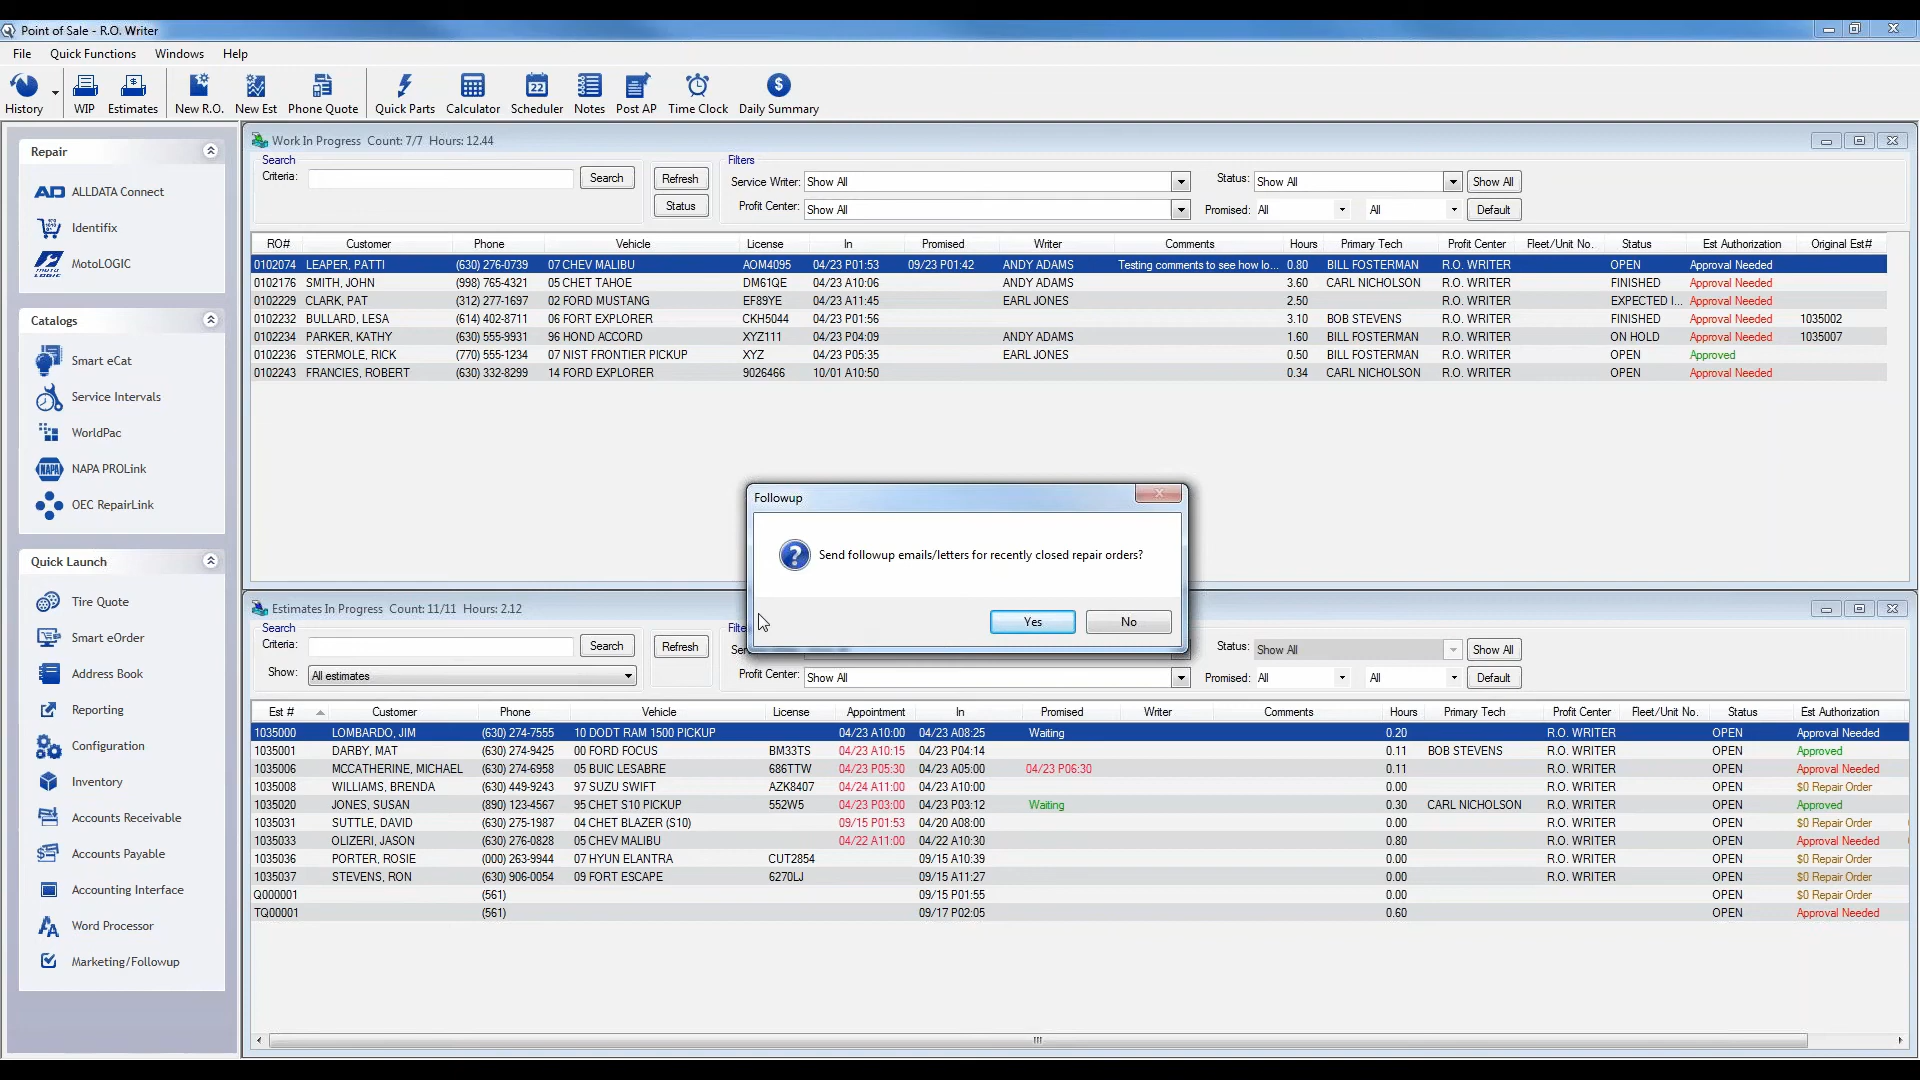 Point of Sale - R.O. Writer
File Quick Functions Windows Help
History WIP Estimates New R.O. New Est Phone Quote Quick Parts Calculator Scheduler Notes Post AP Time Clock Daily Summary
22
Repair
AD ALLDATA Connect
Identifix
MotoLOGIC
Catalogs
Smart eCat
Service Intervals
WorldPac
NAPA NAPA PROLink
OEC RepairLink
Quick Launch
Tire Quote
Smart eOrder
Address Book
Reporting
Configuration
Inventory
Accounts Receivable
Accounts Payable
Accounting Interface
Word Processor
Marketing/Followup
Work In Progress Count: 7/7 Hours: 12.44
Search Filters
Criteria: Search Refresh Service Writer: Show All Status: Show All Show All
Status Profit Center: Show All Promised: All All Default
RO# Customer Phone Vehicle License In Promised Writer Comments Hours Primary Tech Profit Center Fleet/Unit No. Status Est Authorization Original Est#
0102074 LEAPER, PATTI (630) 276-0739 07 CHEV MALIBU AOM4095 04/23 P01:53 09/23 P01:42 ANDY ADAMS Testing comments to see how lo... 0.80 BILL FOSTERMAN R.O. WRITER OPEN Approval Needed
0102176 SMITH, JOHN (998) 765-4321 05 CHET TAHOE DM61QE 04/23 A10:06 ANDY ADAMS 3.60 CARL NICHOLSON R.O. WRITER FINISHED Approval Needed
0102229 CLARK, PAT (312) 277-1697 02 FORD MUSTANG EF89YE 04/23 A11:45 EARL JONES 2.50 R.O. WRITER EXPECTED I... Approval Needed
0102232 BULLARD, LESA (614) 402-8711 06 FORT EXPLORER CKH5044 04/23 P01:56 3.10 BOB STEVENS R.O. WRITER FINISHED Approval Needed 1035002
0102234 PARKER, KATHY (630) 555-9931 96 HOND ACCORD XYZ111 04/23 P04:09 ANDY ADAMS 1.60 BILL FOSTERMAN R.O. WRITER ON HOLD Approval Needed 1035007
0102236 STERMOLE, RICK (770) 555-1234 07 NIST FRONTIER PICKUP XYZ 04/23 P05:35 EARL JONES 0.50 BILL FOSTERMAN R.O. WRITER OPEN Approved
0102243 FRANCIES, ROBERT (630) 332-8299 14 FORD EXPLORER 9026466 10/01 A10:50 0.34 CARL NICHOLSON R.O. WRITER OPEN Approval Needed
Followup
Send followup emails/letters for recently closed repair orders?
Yes No
Estimates In Progress Count: 11/11 Hours: 2.12
Search
Criteria: Search Refresh Status: Show All Show All
Show: All estimates Profit Center: Show All Promised: All All Default
Est # Customer Phone Vehicle License Appointment In Promised Writer Comments Hours Primary Tech Profit Center Fleet/Unit No. Status Est Authorization
1035000 LOMBARDO, JIM (630) 274-7555 10 DODT RAM 1500 PICKUP 04/23 A10:00 04/23 A08:25 Waiting 0.20 R.O. WRITER OPEN Approval Needed
1035001 DARBY, MAT (630) 274-9425 00 FORD FOCUS BM33TS 04/23 A10:15 04/23 P04:14 0.11 BOB STEVENS R.O. WRITER OPEN Approved
1035006 MCCATHERINE, MICHAEL (630) 274-6958 05 BUIC LESABRE 686TTW 04/23 P05:30 04/23 A05:00 04/23 P06:30 0.11 R.O. WRITER OPEN Approval Needed
1035008 WILLIAMS, BRENDA (630) 449-9243 97 SUZU SWIFT AZK8407 04/24 A11:00 04/23 A10:00 0.00 R.O. WRITER OPEN $0 Repair Order
1035020 JONES, SUSAN (890) 123-4567 95 CHET S10 PICKUP 552W5 04/23 P03:00 04/23 P03:12 Waiting 0.30 CARL NICHOLSON R.O. WRITER OPEN Approved
1035031 SUTTLE, DAVID (630) 275-1987 04 CHET BLAZER (S10) 09/15 P01:53 04/20 A08:00 0.00 R.O. WRITER OPEN $0 Repair Order
1035033 OLIZERI, JASON (630) 276-0828 05 CHEV MALIBU 04/22 A11:00 04/22 A10:30 0.80 R.O. WRITER OPEN Approval Needed
1035036 PORTER, ROSIE (000) 263-9944 07 HYUN ELANTRA CUT2854 09/15 A10:39 0.00 R.O. WRITER OPEN $0 Repair Order
1035037 STEVENS, RON (630) 906-0054 09 FORT ESCAPE 6270LJ 09/15 A11:27 0.00 R.O. WRITER OPEN $0 Repair Order
Q000001 (561) 09/15 P01:55 0.00 OPEN $0 Repair Order
TQ00001 (561) 09/17 P02:05 0.60 OPEN Approval Needed